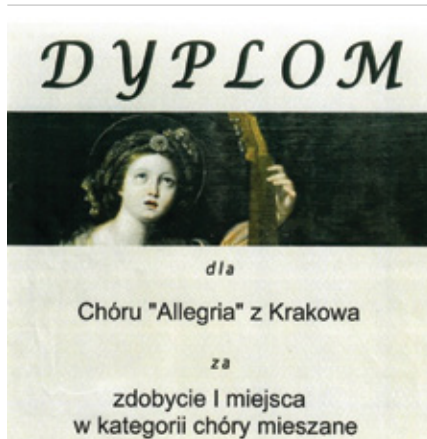 DYPLOM
dla
Chóru "Allegria" z Krakowa
za
zdobycie I miejsca
w kategorii chóry mieszane